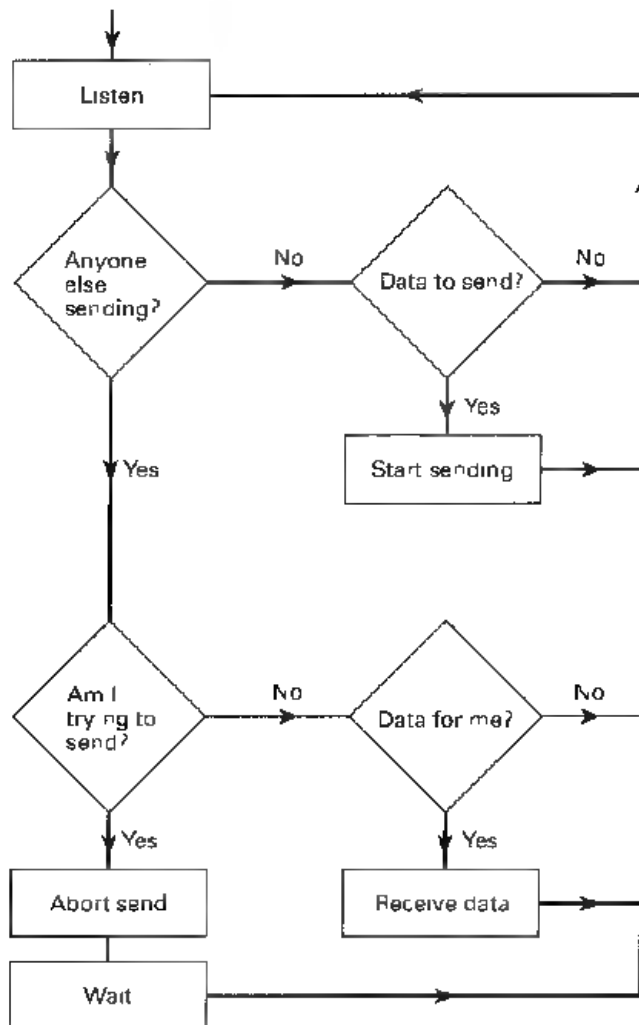 Listen
Anyone
else
sending?
No
Data to send?
No
Yes
Start sending
Yes
Am I
trying to
send?
No
Data for me?
No
Yes
Abort send
Yes
Receive data
Wait